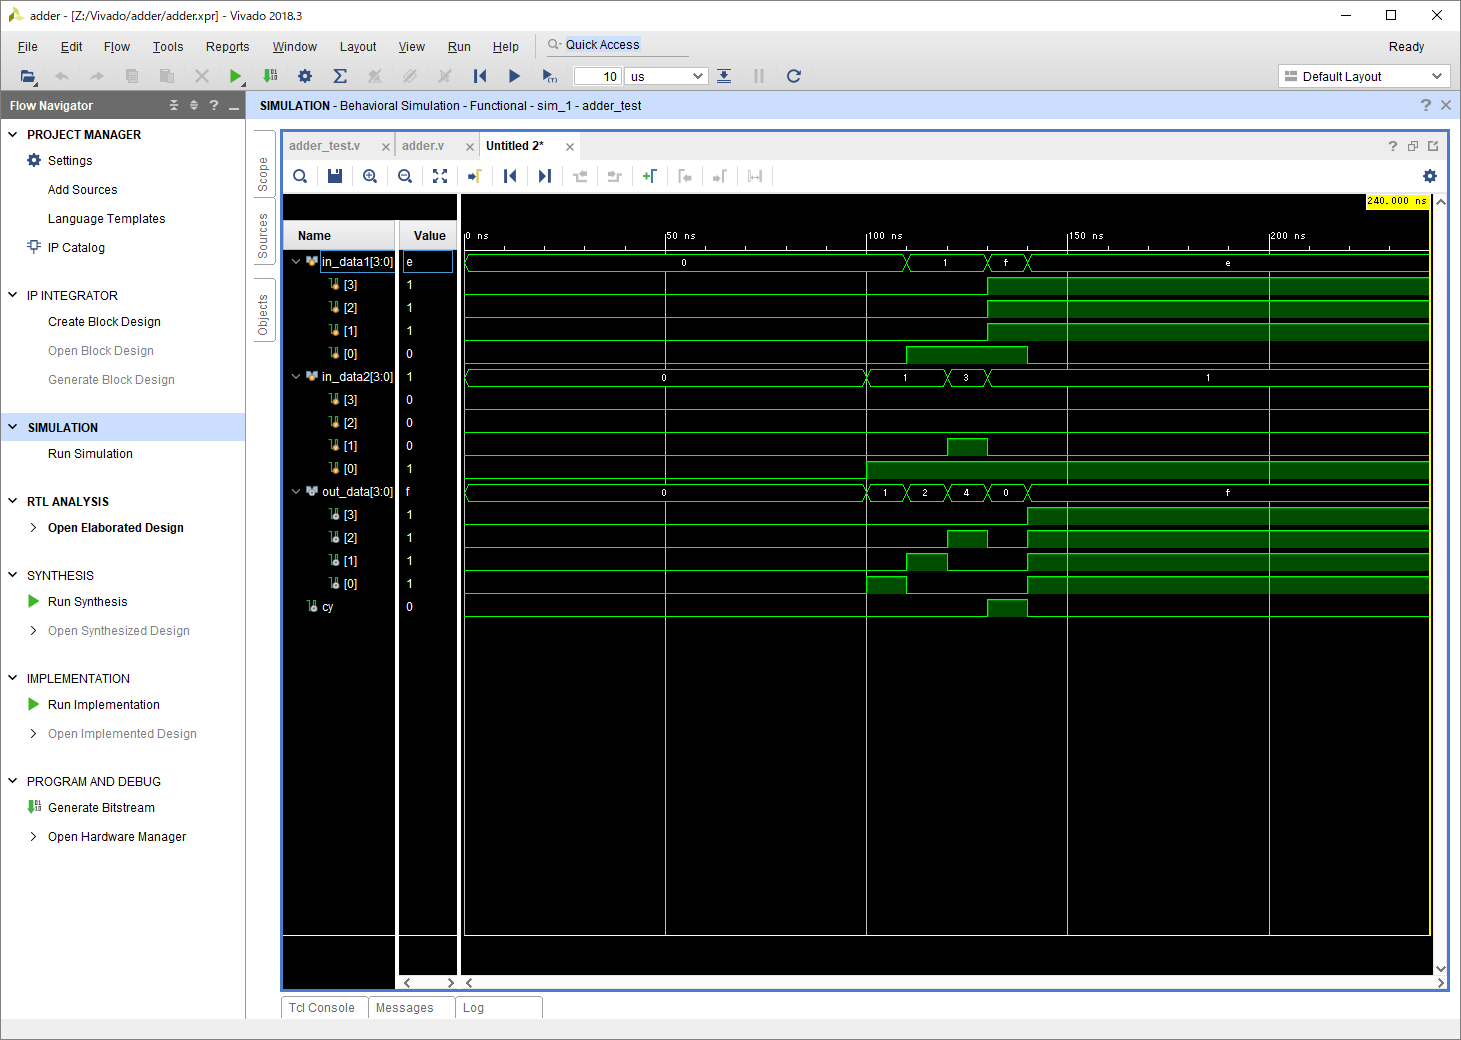 adder - [Z:/Vivado/adder/adder.xpr] - Vivado 2018.3
File Edit Flow Tools Reports Window Layout View Run Help Quick Access Ready
10 us Default Layout
Flow Navigator
SIMULATION - Behavioral Simulation - Functional - sim_1 - adder_test
PROJECT MANAGER
Settings
Add Sources
Language Templates
IP Catalog
IP INTEGRATOR
Create Block Design
Open Block Design
Generate Block Design
SIMULATION
Run Simulation
RTL ANALYSIS
Open Elaborated Design
SYNTHESIS
Run Synthesis
Open Synthesized Design
IMPLEMENTATION
Run Implementation
Open Implemented Design
PROGRAM AND DEBUG
Generate Bitstream
Open Hardware Manager
Scope
Sources
Objects
adder_test.v adder.v Untitled 2*
240.000 ns
Name Value 0 ns 50 ns 100 ns 150 ns 200 ns
in_data1[3:0] e 0 1 f e
[3] 1
[2] 1
[1] 1
[0] 0
in_data2[3:0] 1 0 1 3 1
[3] 0
[2] 0
[1] 0
[0] 1
out_data[3:0] f 0 1 2 4 0 f
[3] 1
[2] 1
[1] 1
[0] 1
cy 0
Tcl Console Messages Log